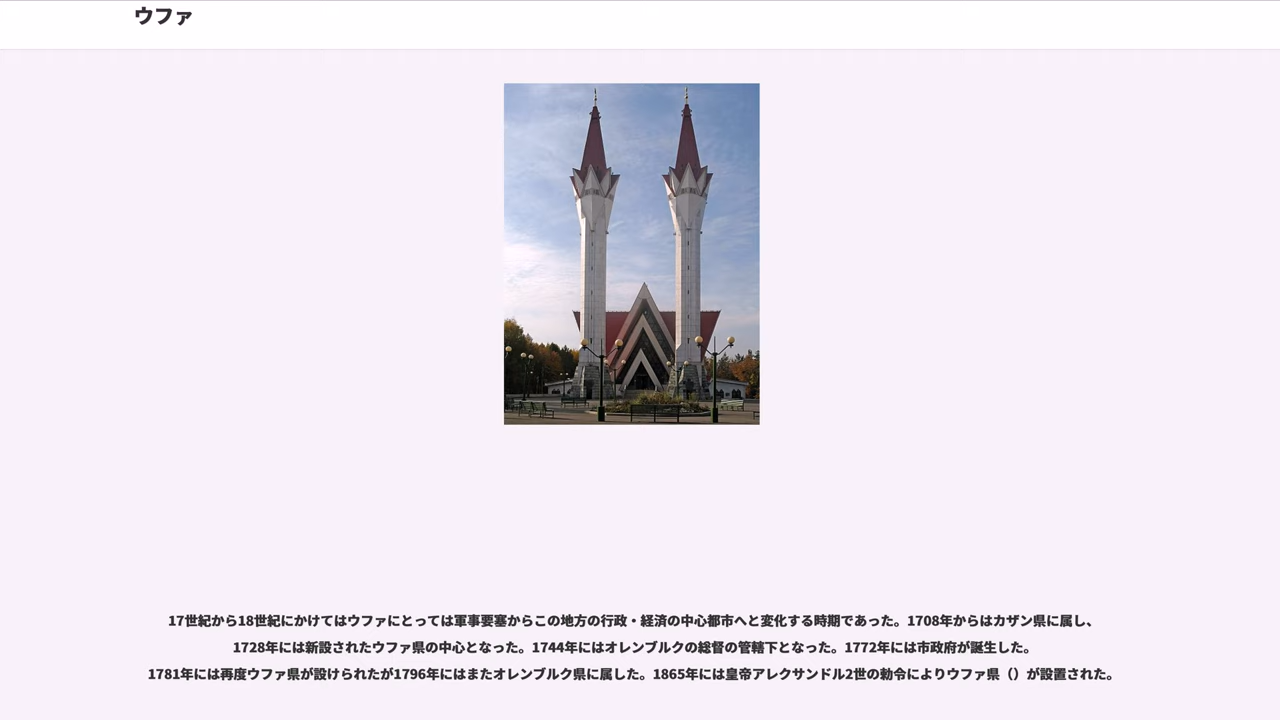 ウファ
17世紀から18世紀にかけてはウファにとっては軍事要塞からこの地方の行政・経済の中心都市へと変化する時期であった。1708年からはカザン県に属し、
1728年には新設されたウファ県の中心となった。1744年にはオレンブルクの総督の管轄下となった。1772年には市政府が誕生した。
1781年には再度ウファ県が設けられたが1796年にはまたオレンブルク県に属した。1865年には皇帝アレクサンドル2世の勅令によりウファ県（）が設置された。